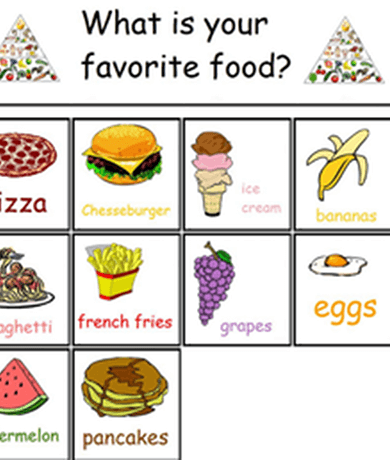 What is your
favorite food?
izza
Chesseburger
ice
cream
bananas
aghetti
french fries
grapes
eggs
ermelon
pancakes